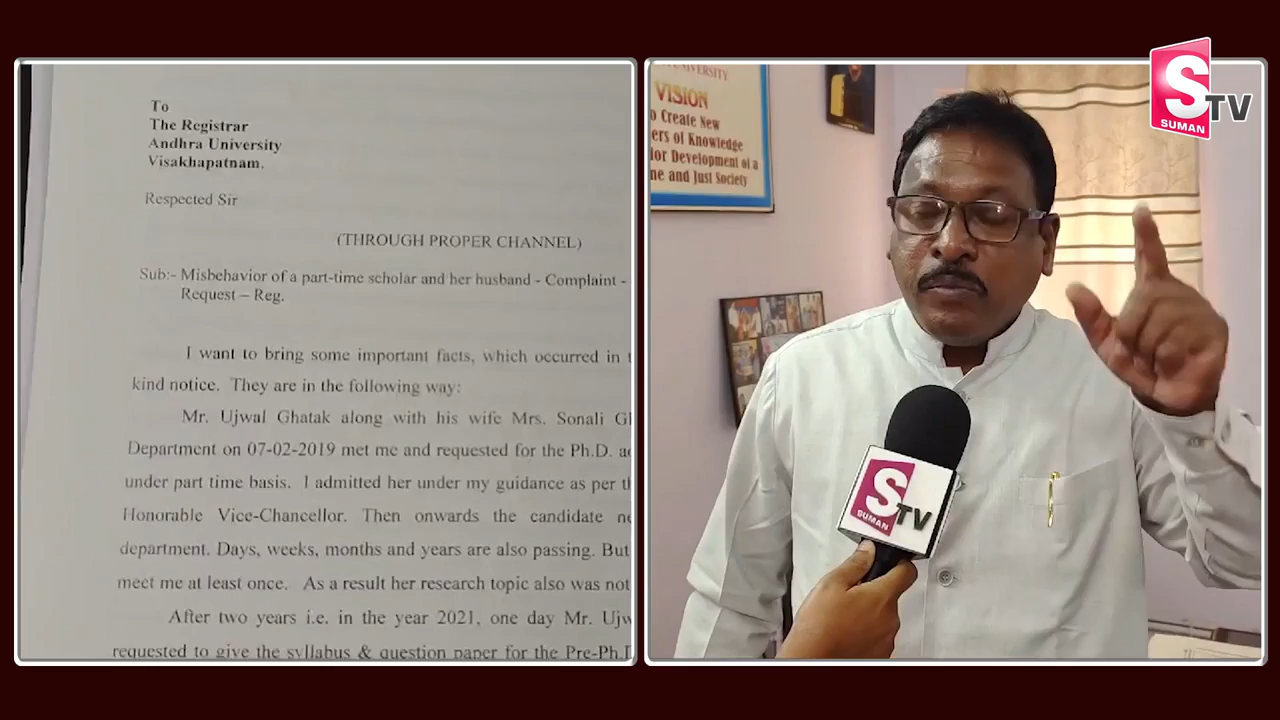 To
The Registrar
Andhra University
Visakhapatnam.
Respected Sir
(THROUGH PROPER CHANNEL)
Sub:- Misbehavior of a part-time scholar and her husband - Complaint -
Request – Reg.
I want to bring some important facts, which occurred in
kind notice. They are in the following way:
Mr. Ujwal Ghatak along with his wife Mrs. Sonali
Department on 07-02-2019 met me and requested for the Ph.D.
under part time basis. I admitted her under my guidance as per
Honorable Vice-Chancellor. Then onwards the candidate
department. Days, weeks, months and years are also passing. But
meet me at least once. As a result her research topic also was not
After two years i.e. in the year 2021, one day Mr.
requested to give the syllabus & question paper for the
UNIVERSITY
VISION
Create New
of Knowledge
Development of a
and Just Society
S TV
SUMAN
S TV
SUMAN